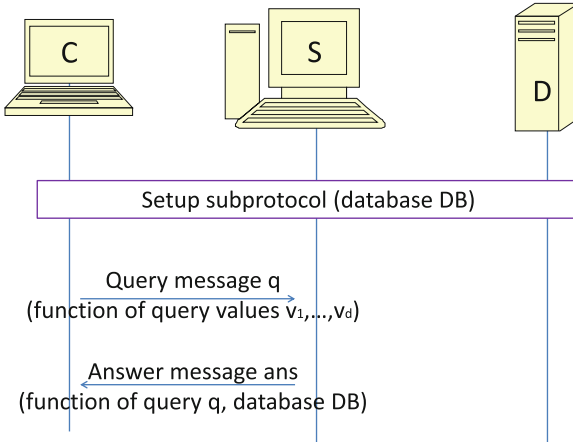 C
S
D
Setup subprotocol (database DB)
Query message q
(function of query values v₁,...,v_d)
Answer message ans
(function of query q, database DB)